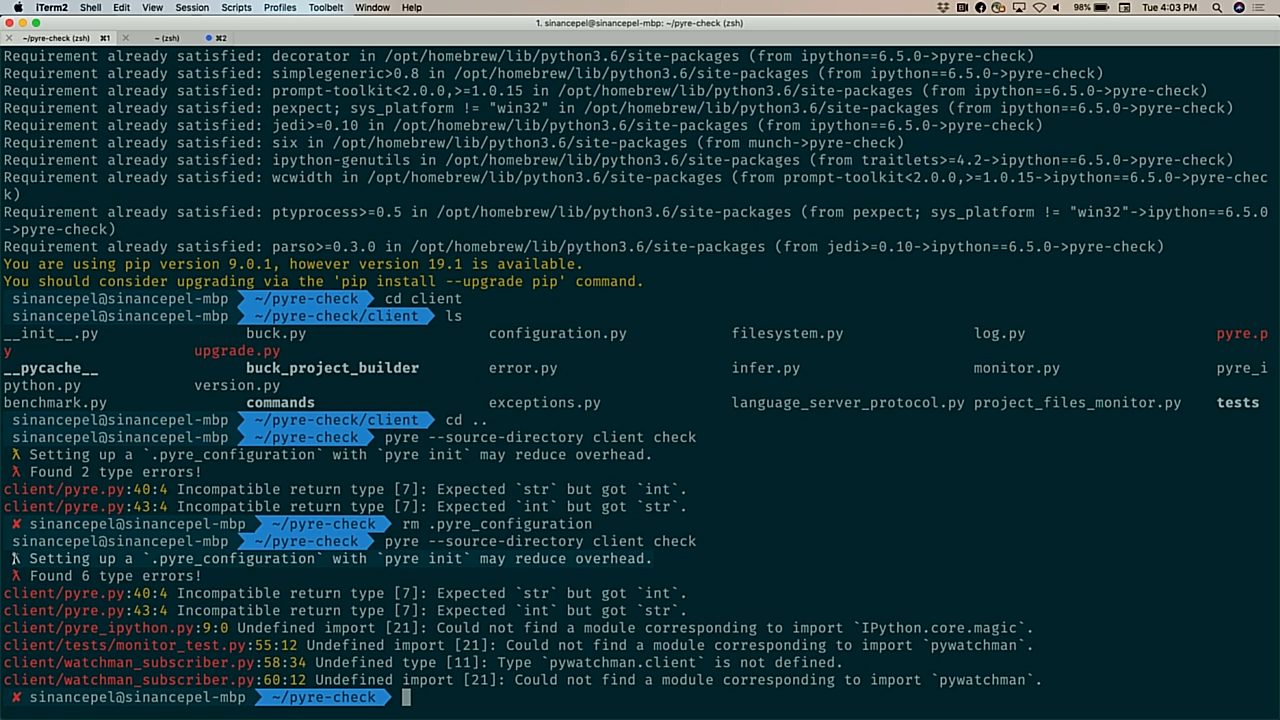 iTerm2 Shell Edit View Session Scripts Profiles Toolbelt Window Help 98% Tue 4:03 PM
1. sinancepel@sinancepel-mbp: ~/pyre-check (zsh)
~/pyre-check (zsh) ⌘1 ~ (zsh) ⌘2
Requirement already satisfied: decorator in /opt/homebrew/lib/python3.6/site-packages (from ipython==6.5.0->pyre-check)
Requirement already satisfied: simplegeneric>0.8 in /opt/homebrew/lib/python3.6/site-packages (from ipython==6.5.0->pyre-check)
Requirement already satisfied: prompt-toolkit<2.0.0,>=1.0.15 in /opt/homebrew/lib/python3.6/site-packages (from ipython==6.5.0->pyre-check)
Requirement already satisfied: pexpect; sys_platform != "win32" in /opt/homebrew/lib/python3.6/site-packages (from ipython==6.5.0->pyre-check)
Requirement already satisfied: jedi>=0.10 in /opt/homebrew/lib/python3.6/site-packages (from ipython==6.5.0->pyre-check)
Requirement already satisfied: six in /opt/homebrew/lib/python3.6/site-packages (from munch->pyre-check)
Requirement already satisfied: ipython-genutils in /opt/homebrew/lib/python3.6/site-packages (from traitlets>=4.2->ipython==6.5.0->pyre-check)
Requirement already satisfied: wcwidth in /opt/homebrew/lib/python3.6/site-packages (from prompt-toolkit<2.0.0,>=1.0.15->ipython==6.5.0->pyre-chec
k)
Requirement already satisfied: ptyprocess>=0.5 in /opt/homebrew/lib/python3.6/site-packages (from pexpect; sys_platform != "win32"->ipython==6.5.0
->pyre-check)
Requirement already satisfied: parso>=0.3.0 in /opt/homebrew/lib/python3.6/site-packages (from jedi>=0.10->ipython==6.5.0->pyre-check)
You are using pip version 9.0.1, however version 19.1 is available.
You should consider upgrading via the 'pip install --upgrade pip' command.
sinancepel@sinancepel-mbp ~/pyre-check cd client
sinancepel@sinancepel-mbp ~/pyre-check/client ls
__init__.py buck.py configuration.py filesystem.py log.py pyre.p
y upgrade.py
__pycache__ buck_project_builder error.py infer.py monitor.py pyre_i
python.py version.py
benchmark.py commands exceptions.py language_server_protocol.py project_files_monitor.py tests
sinancepel@sinancepel-mbp ~/pyre-check/client cd ..
sinancepel@sinancepel-mbp ~/pyre-check pyre --source-directory client check
ƛ Setting up a `.pyre_configuration` with `pyre init` may reduce overhead.
ƛ Found 2 type errors!
client/pyre.py:40:4 Incompatible return type [7]: Expected `str` but got `int`.
client/pyre.py:43:4 Incompatible return type [7]: Expected `int` but got `str`.
✘ sinancepel@sinancepel-mbp ~/pyre-check rm .pyre_configuration
sinancepel@sinancepel-mbp ~/pyre-check pyre --source-directory client check
ƛ Setting up a `.pyre_configuration` with `pyre init` may reduce overhead.
ƛ Found 6 type errors!
client/pyre.py:40:4 Incompatible return type [7]: Expected `str` but got `int`.
client/pyre.py:43:4 Incompatible return type [7]: Expected `int` but got `str`.
client/pyre_ipython.py:9:0 Undefined import [21]: Could not find a module corresponding to import `IPython.core.magic`.
client/tests/monitor_test.py:55:12 Undefined import [21]: Could not find a module corresponding to import `pywatchman`.
client/watchman_subscriber.py:58:34 Undefined type [11]: Type `pywatchman.client` is not defined.
client/watchman_subscriber.py:60:12 Undefined import [21]: Could not find a module corresponding to import `pywatchman`.
✘ sinancepel@sinancepel-mbp ~/pyre-check